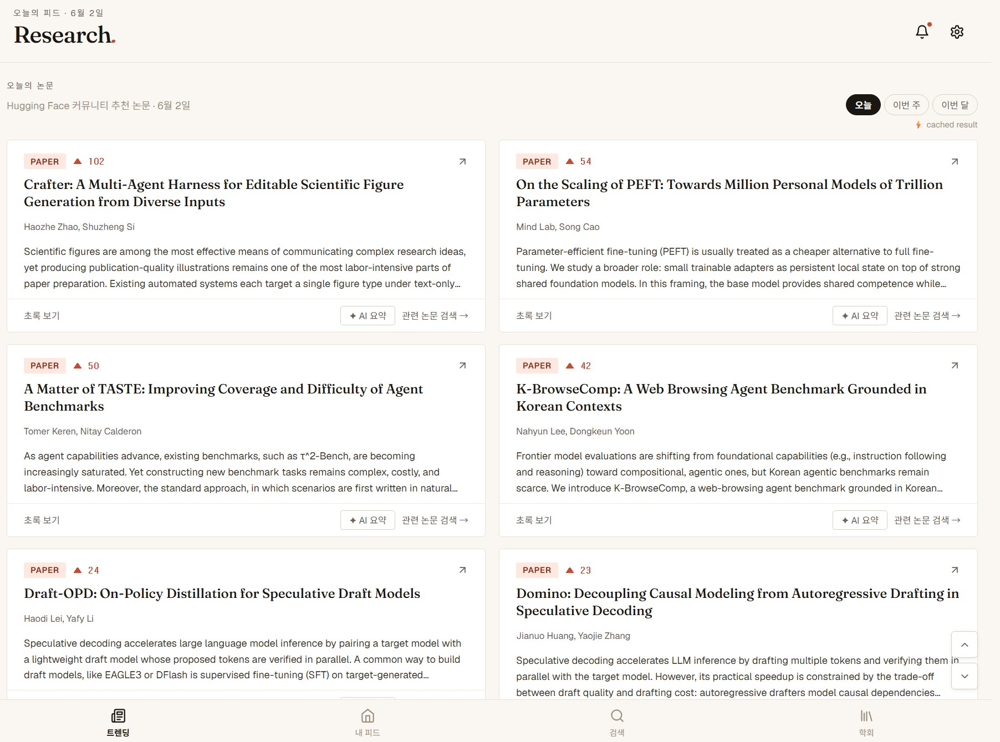 오늘의 피드 · 6월 2일
Research.
오늘의 논문
Hugging Face 커뮤니티 추천 논문 · 6월 2일
오늘
이번 주
이번 달
cached result
PAPER ▲ 102
Crafter: A Multi-Agent Harness for Editable Scientific Figure
Generation from Diverse Inputs
Haozhe Zhao, Shuzheng Si
Scientific figures are among the most effective means of communicating complex research ideas,
yet producing publication-quality illustrations remains one of the most labor-intensive parts of
paper preparation. Existing automated systems each target a single figure type under text-only...
초록 보기
✦ AI 요약
관련 논문 검색 →
PAPER ▲ 54
On the Scaling of PEFT: Towards Million Personal Models of Trillion
Parameters
Mind Lab, Song Cao
Parameter-efficient fine-tuning (PEFT) is usually treated as a cheaper alternative to full fine-
tuning. We study a broader role: small trainable adapters as persistent local state on top of strong
shared foundation models. In this framing, the base model provides shared competence while...
초록 보기
✦ AI 요약
관련 논문 검색 →
PAPER ▲ 50
A Matter of TASTE: Improving Coverage and Difficulty of Agent
Benchmarks
Tomer Keren, Nitay Calderon
As agent capabilities advance, existing benchmarks, such as τ^2-Bench, are becoming
increasingly saturated. Yet constructing new benchmark tasks remains complex, costly, and
labor-intensive. Moreover, the standard approach, in which scenarios are first written in natural...
초록 보기
✦ AI 요약
관련 논문 검색 →
PAPER ▲ 42
K-BrowseComp: A Web Browsing Agent Benchmark Grounded in
Korean Contexts
Nahyun Lee, Dongkeun Yoon
Frontier model evaluations are shifting from foundational capabilities (e.g., instruction following
and reasoning) toward compositional, agentic ones, but Korean agentic benchmarks remain
scarce. We introduce K-BrowseComp, a web-browsing agent benchmark grounded in Korean...
초록 보기
✦ AI 요약
관련 논문 검색 →
PAPER ▲ 24
Draft-OPD: On-Policy Distillation for Speculative Draft Models
Haodi Lei, Yafy Li
Speculative decoding accelerates large language model inference by pairing a target model with
a lightweight draft model whose proposed tokens are verified in parallel. A common way to build
draft models, like EAGLE3 or DFlash is supervised fine-tuning (SFT) on target-generated...
PAPER ▲ 23
Domino: Decoupling Causal Modeling from Autoregressive Drafting in
Speculative Decoding
Jianuo Huang, Yaojie Zhang
Speculative decoding accelerates LLM inference by drafting multiple tokens and verifying them in
parallel with the target model. However, its practical speedup is constrained by the trade-off
between draft quality and drafting cost: autoregressive drafters model causal dependencies...
트렌딩
내 피드
검색
학회